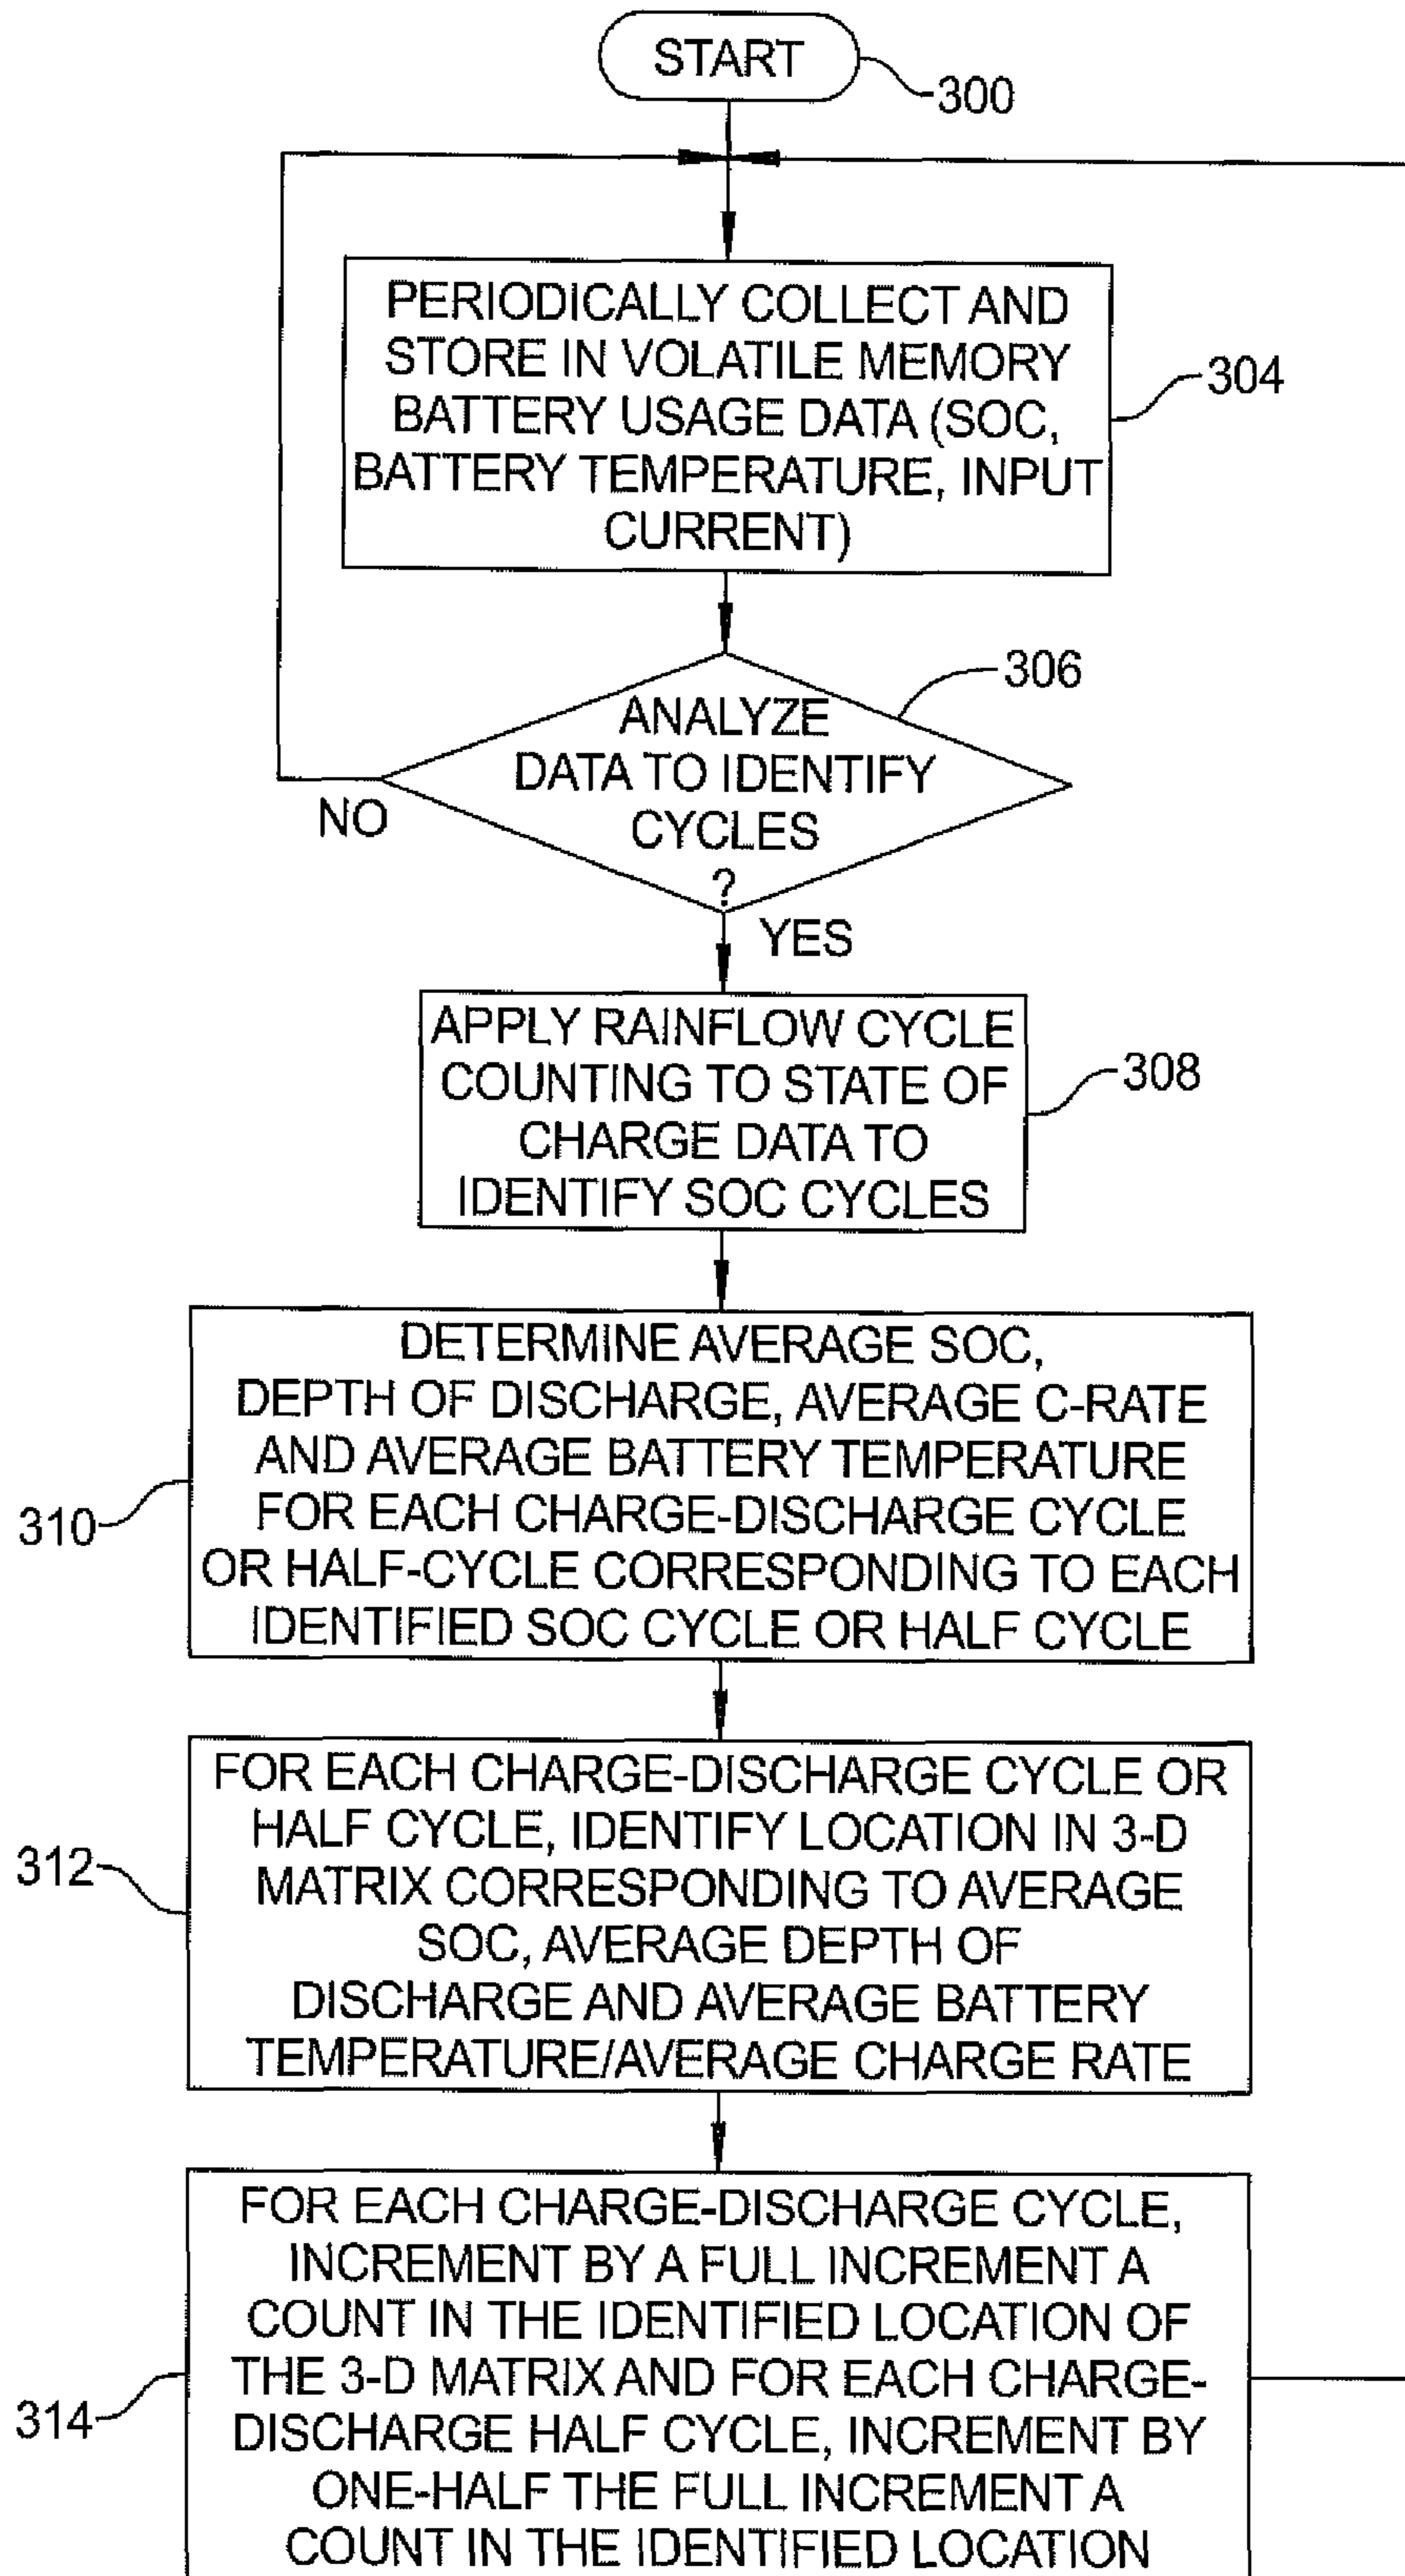 START
300
PERIODICALLY COLLECT AND
STORE IN VOLATILE MEMORY
BATTERY USAGE DATA (SOC,
BATTERY TEMPERATURE, INPUT
CURRENT)
304
ANALYZE
DATA TO IDENTIFY
CYCLES
?
306
NO
YES
APPLY RAINFLOW CYCLE
COUNTING TO STATE OF
CHARGE DATA TO
IDENTIFY SOC CYCLES
308
DETERMINE AVERAGE SOC,
DEPTH OF DISCHARGE, AVERAGE C-RATE
AND AVERAGE BATTERY TEMPERATURE
FOR EACH CHARGE-DISCHARGE CYCLE
OR HALF-CYCLE CORRESPONDING TO EACH
IDENTIFIED SOC CYCLE OR HALF CYCLE
310
FOR EACH CHARGE-DISCHARGE CYCLE OR
HALF CYCLE, IDENTIFY LOCATION IN 3-D
MATRIX CORRESPONDING TO AVERAGE
SOC, AVERAGE DEPTH OF
DISCHARGE AND AVERAGE BATTERY
TEMPERATURE/AVERAGE CHARGE RATE
312
FOR EACH CHARGE-DISCHARGE CYCLE,
INCREMENT BY A FULL INCREMENT A
COUNT IN THE IDENTIFIED LOCATION OF
THE 3-D MATRIX AND FOR EACH CHARGE-
DISCHARGE HALF CYCLE, INCREMENT BY
ONE-HALF THE FULL INCREMENT A
COUNT IN THE IDENTIFIED LOCATION
314